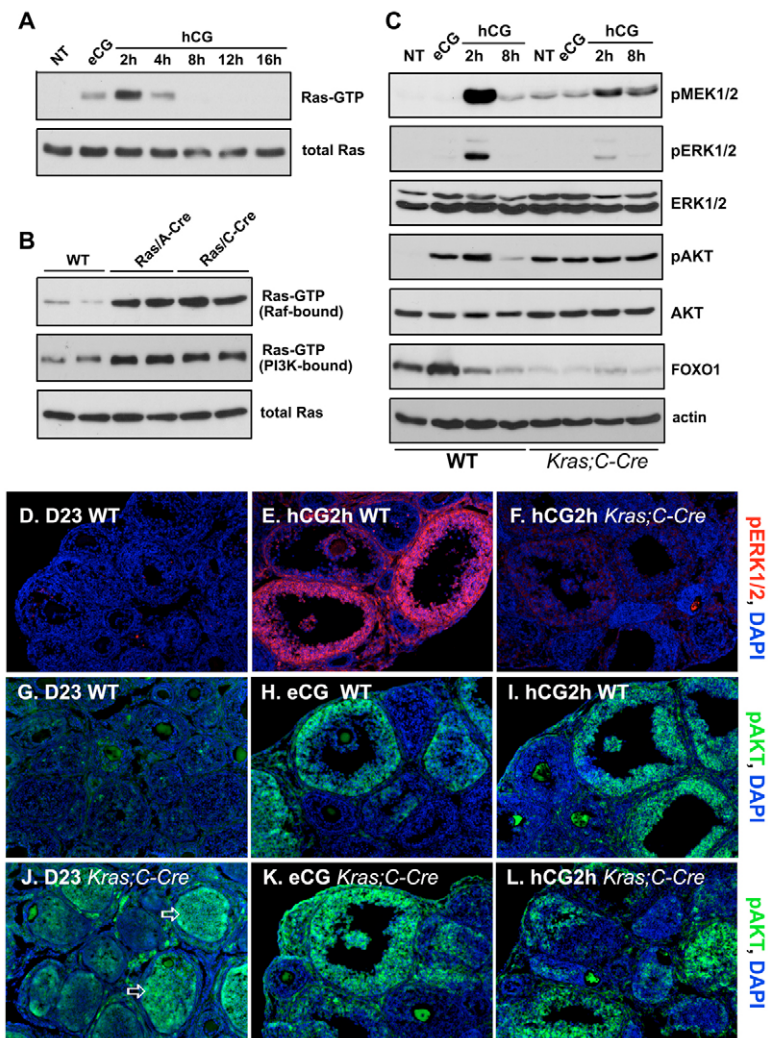 A
hCG
NT eCG 2h 4h 8h 12h 16h
Ras-GTP
total Ras
B
WT Ras/A-Cre Ras/C-Cre
Ras-GTP
(Raf-bound)
Ras-GTP
(PI3K-bound)
total Ras
C
hCG hCG
NT eCG 2h 8h NT eCG 2h 8h
pMEK1/2
pERK1/2
ERK1/2
pAKT
AKT
FOXO1
actin
WT Kras;C-Cre
D. D23 WT
E. hCG2h WT
F. hCG2h Kras;C-Cre
pERK1/2, DAPI
G. D23 WT
H. eCG WT
I. hCG2h WT
pAKT, DAPI
J. D23 Kras;C-Cre
K. eCG Kras;C-Cre
L. hCG2h Kras;C-Cre
pAKT, DAPI